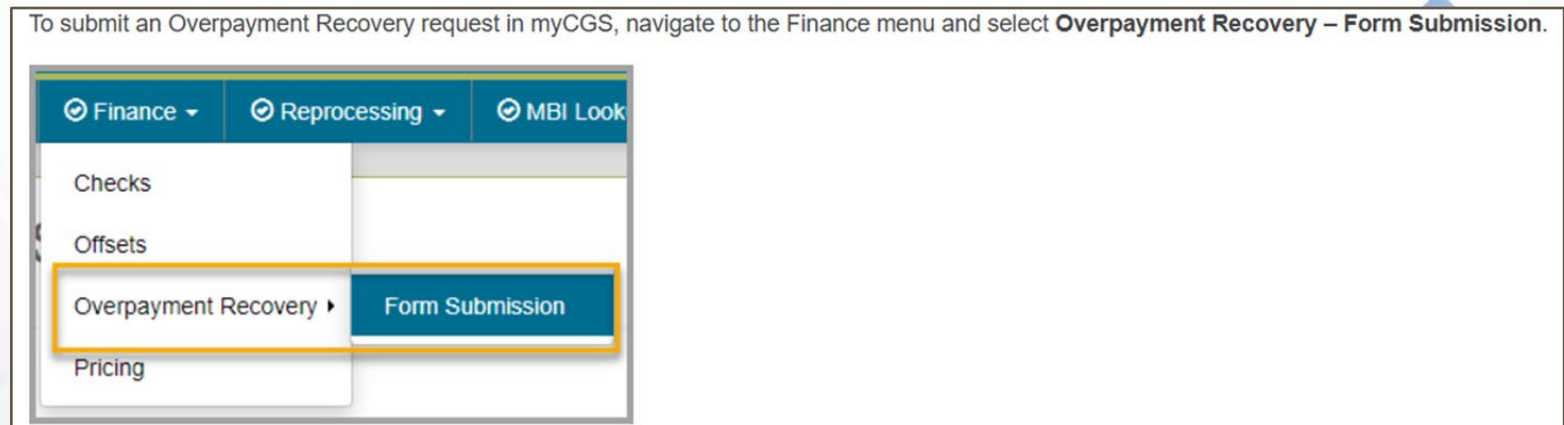 To submit an Overpayment Recovery request in myCGS, navigate to the Finance menu and select Overpayment Recovery – Form Submission.
Finance Reprocessing MBI Look
Checks
Offsets
Overpayment Recovery Form Submission
Pricing